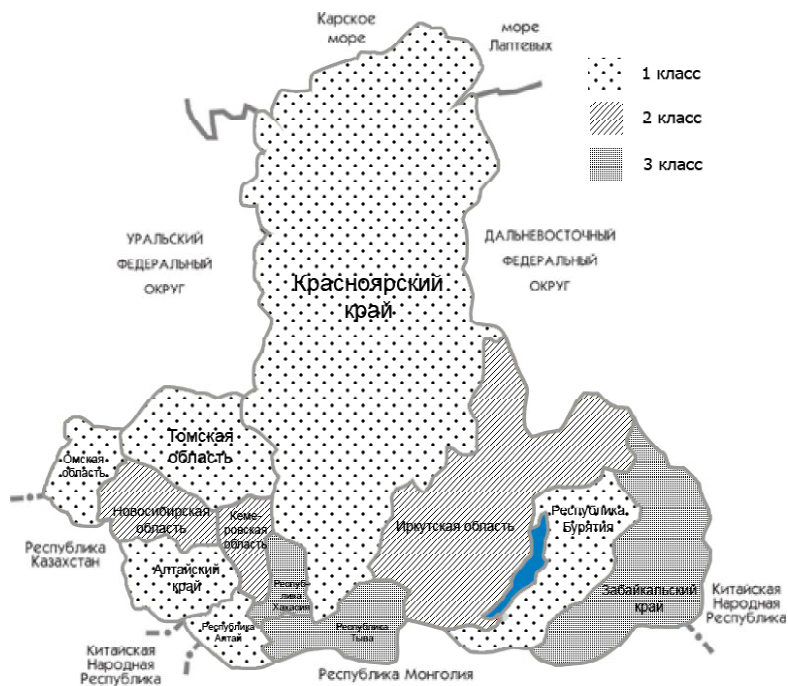 Карское
море
море
Лаптевых
1 класс
2 класс
3 класс
УРАЛЬСКИЙ
ФЕДЕРАЛЬНЫЙ
ОКРУГ
ДАЛЬНЕВОСТОЧНЫЙ
ФЕДЕРАЛЬНЫЙ
ОКРУГ
Красноярский
край
Томская
область
Омская
область
Новосибирская
область
Кеме-
ровская
область
Иркутская область
Республика
Бурятия
Республика
Казахстан
Алтайский
край
Респуб-
лика
Хакасия
Забайкальский
край
Китайская
Народная
Республика
Республика
Алтай
Республика
Тыва
Китайская
Народная
Республика
Республика Монголия